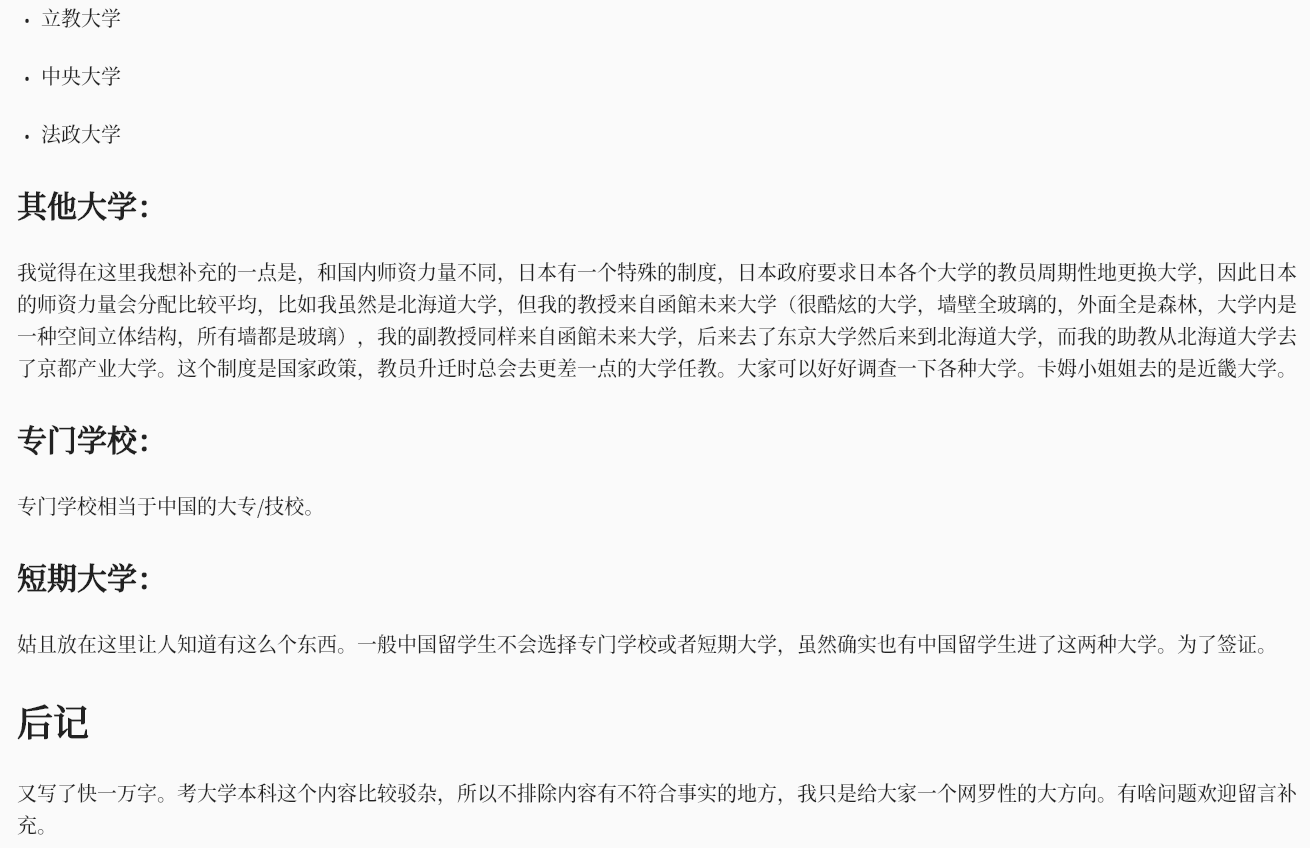 • 立教大学
• 中央大学
• 法政大学
其他大学：
我觉得在这里我想补充的一点是，和国内师资力量不同，日本有一个特殊的制度，日本政府要求日本各个大学的教员周期性地更换大学，因此日本
的师资力量会分配比较平均，比如我虽然是北海道大学，但我的教授来自函館未来大学（很酷炫的大学，墙壁全玻璃的，外面全是森林，大学内是
一种空间立体结构，所有墙都是玻璃），我的副教授同样来自函館未来大学，后来去了东京大学然后来到北海道大学，而我的助教从北海道大学去
了京都产业大学。这个制度是国家政策，教员升迁时总会去更差一点的大学任教。大家可以好好调查一下各种大学。卡姆小姐姐去的是近畿大学。
专门学校：
专门学校相当于中国的大专/技校。
短期大学：
姑且放在这里让人知道有这么个东西。一般中国留学生不会选择专门学校或者短期大学，虽然确实也有中国留学生进了这两种大学。为了签证。
后记
又写了快一万字。考大学本科这个内容比较驳杂，所以不排除内容有不符合事实的地方，我只是给大家一个网罗性的大方向。有啥问题欢迎留言补
充。